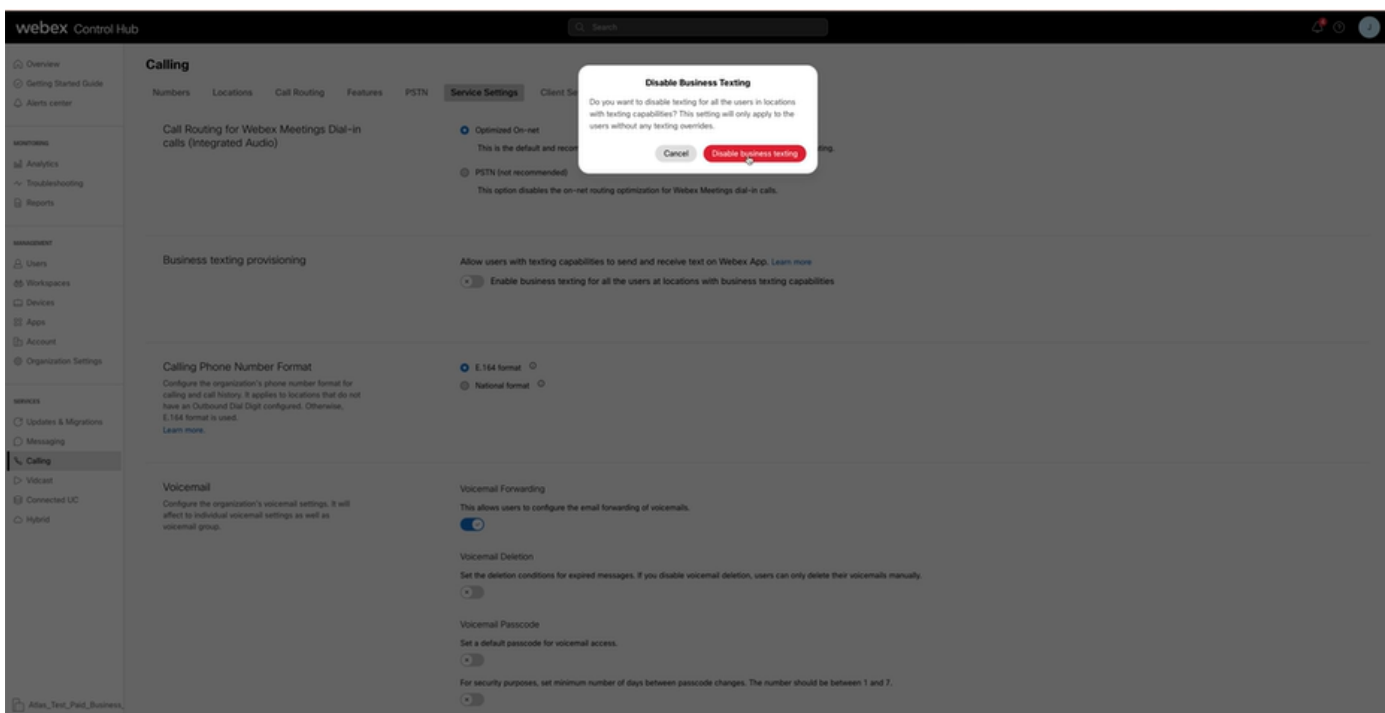 webex Control Hub
Search
Overview
Getting Started Guide
Alerts center
MONITORING
Analytics
Troubleshooting
Reports
MANAGEMENT
Users
Workspaces
Devices
Apps
Account
Organization Settings
SERVICES
Updates & Migrations
Messaging
Calling
Vidcast
Connected UC
Hybrid
Atlas_Test_Paid_Business_
Calling
Numbers Locations Call Routing Features PSTN Service Settings Client Se
Disable Business Texting
Do you want to disable texting for all the users in locations
with texting capabilities? This setting will only apply to the
users without any texting overrides.
Cancel Disable business texting
Call Routing for Webex Meetings Dial-in
calls (Integrated Audio)
Optimized On-net
This is the default and recom
ting.
PSTN (not recommended)
This option disables the on-net routing optimization for Webex Meetings dial-in calls.
Business texting provisioning
Allow users with texting capabilities to send and receive text on Webex App. Learn more
Enable business texting for all the users at locations with business texting capabilities
Calling Phone Number Format
Configure the organization's phone number format for
calling and call history. It applies to locations that do not
have an Outbound Dial Digit configured. Otherwise,
E.164 format is used.
Learn more.
E.164 format
National format
Voicemail
Configure the organization's voicemail settings. It will
affect to individual voicemail settings as well as
voicemail group.
Voicemail Forwarding
This allows users to configure the email forwarding of voicemails.
Voicemail Deletion
Set the deletion conditions for expired messages. If you disable voicemail deletion, users can only delete their voicemails manually.
Voicemail Passcode
Set a default passcode for voicemail access.
For security purposes, set minimum number of days between passcode changes. The number should be between 1 and 7.